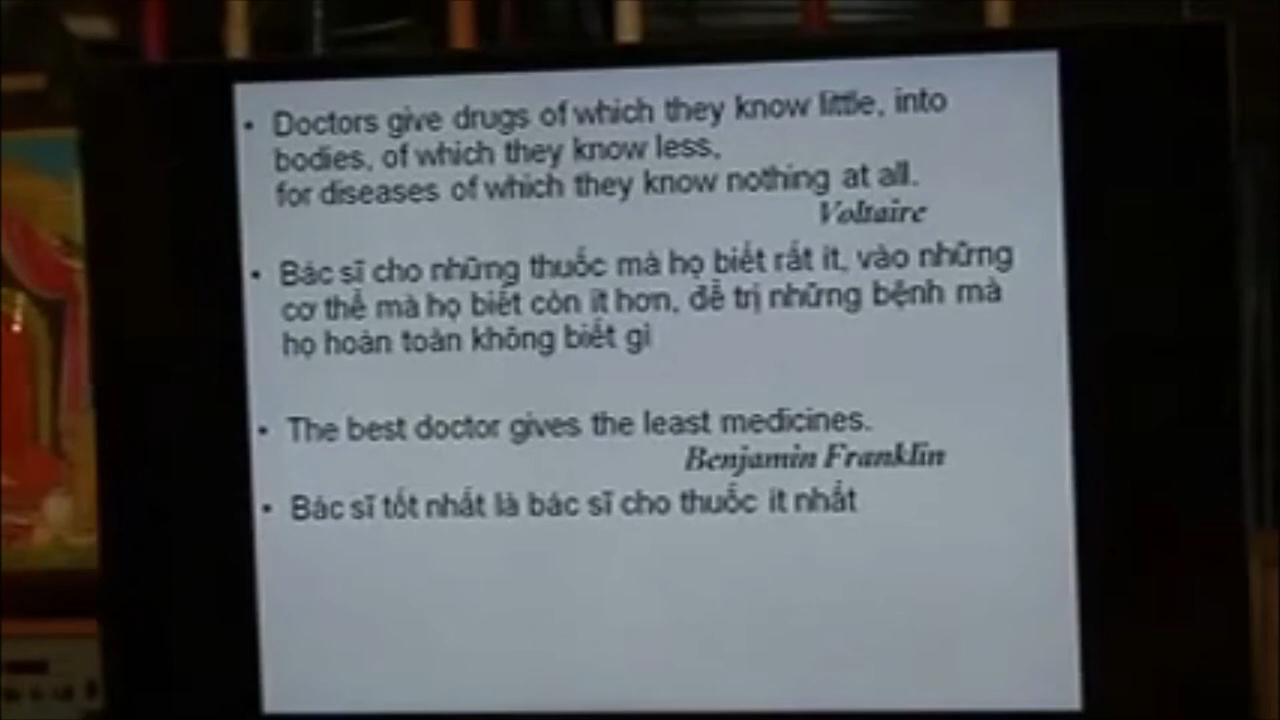 • Doctors give drugs of which they know little, into
bodies, of which they know less,
for diseases of which they know nothing at all.
Voltaire
• Bác sĩ cho những thuốc mà họ biết rất ít, vào những
cơ thể mà họ biết còn ít hơn, để trị những bệnh mà
họ hoàn toàn không biết gì
• The best doctor gives the least medicines.
Benjamin Franklin
• Bác sĩ tốt nhất là bác sĩ cho thuốc ít nhất